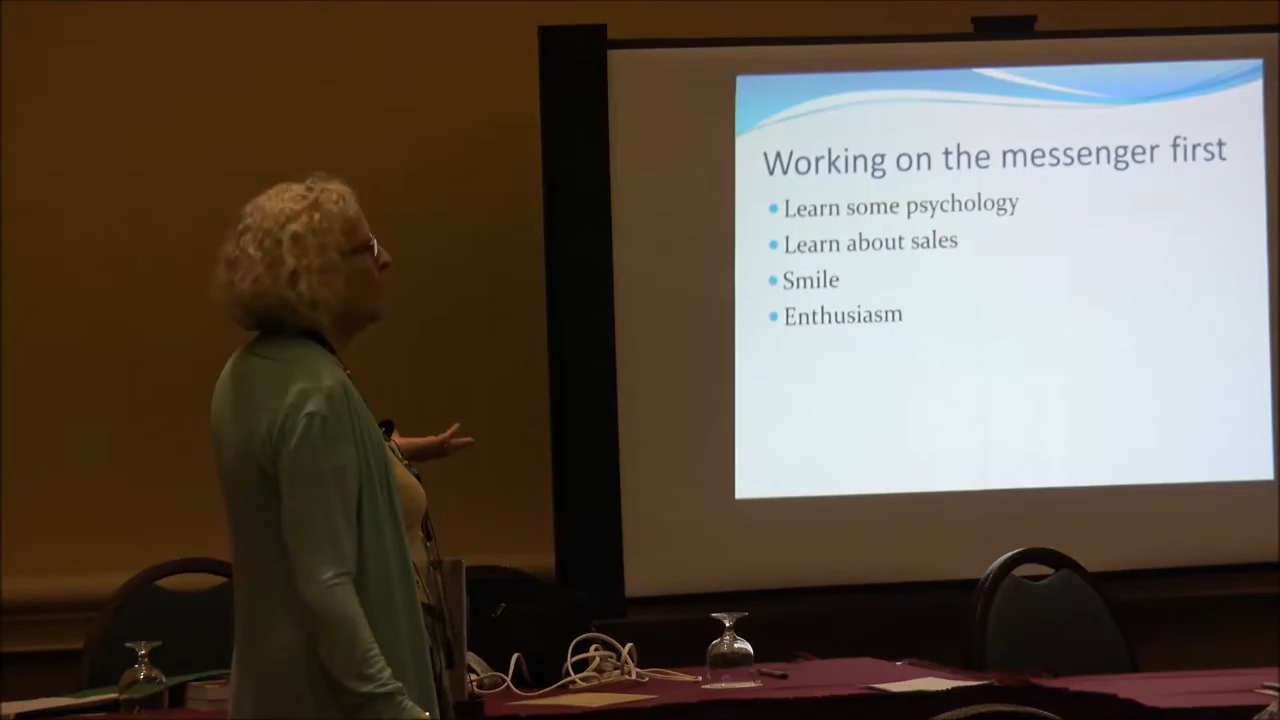 Working on the messenger first
Learn some psychology
Learn about sales
Smile
Enthusiasm